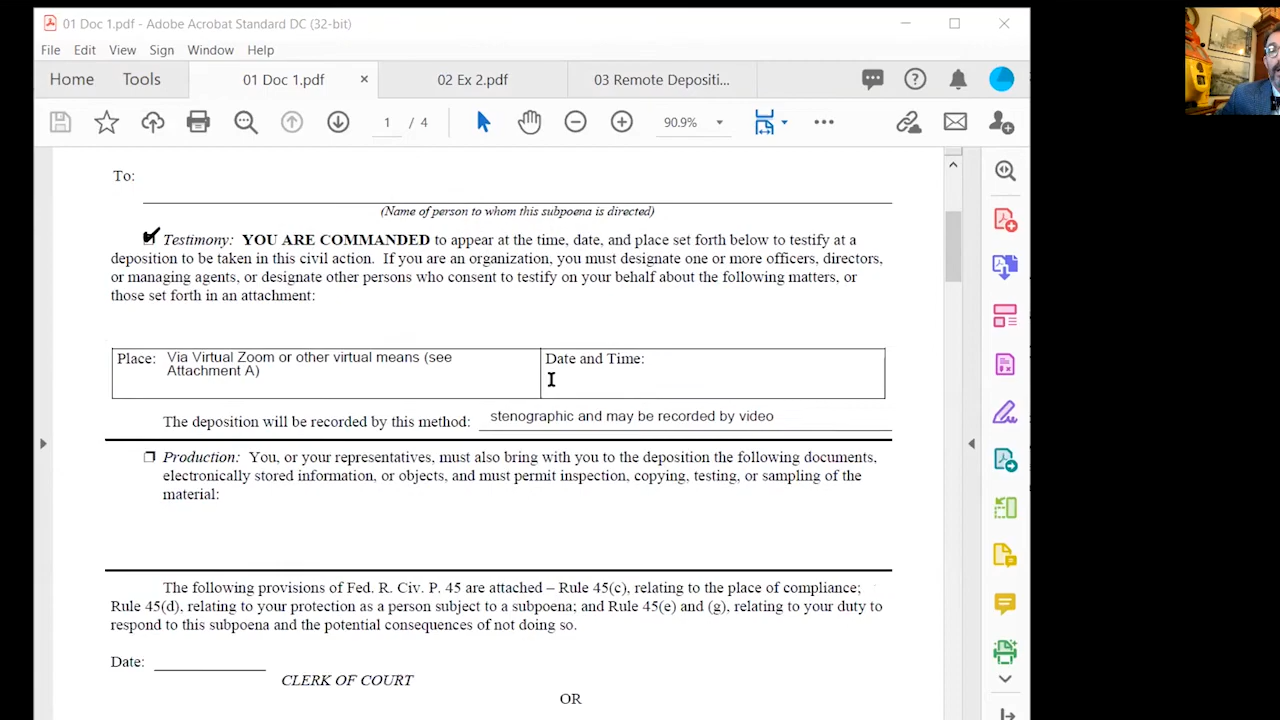 01 Doc 1.pdf - Adobe Acrobat Standard DC (32-bit)
File Edit View Sign Window Help
Home Tools 01 Doc 1.pdf × 02 Ex 2.pdf 03 Remote Depositi...
1 / 4 90.9%
To:
(Name of person to whom this subpoena is directed)
Testimony: YOU ARE COMMANDED to appear at the time, date, and place set forth below to testify at a
deposition to be taken in this civil action. If you are an organization, you must designate one or more officers, directors,
or managing agents, or designate other persons who consent to testify on your behalf about the following matters, or
those set forth in an attachment:
Place: Via Virtual Zoom or other virtual means (see
Attachment A)
Date and Time:
The deposition will be recorded by this method: stenographic and may be recorded by video
Production: You, or your representatives, must also bring with you to the deposition the following documents,
electronically stored information, or objects, and must permit inspection, copying, testing, or sampling of the
material:
The following provisions of Fed. R. Civ. P. 45 are attached – Rule 45(c), relating to the place of compliance;
Rule 45(d), relating to your protection as a person subject to a subpoena; and Rule 45(e) and (g), relating to your duty to
respond to this subpoena and the potential consequences of not doing so.
Date:
CLERK OF COURT
OR